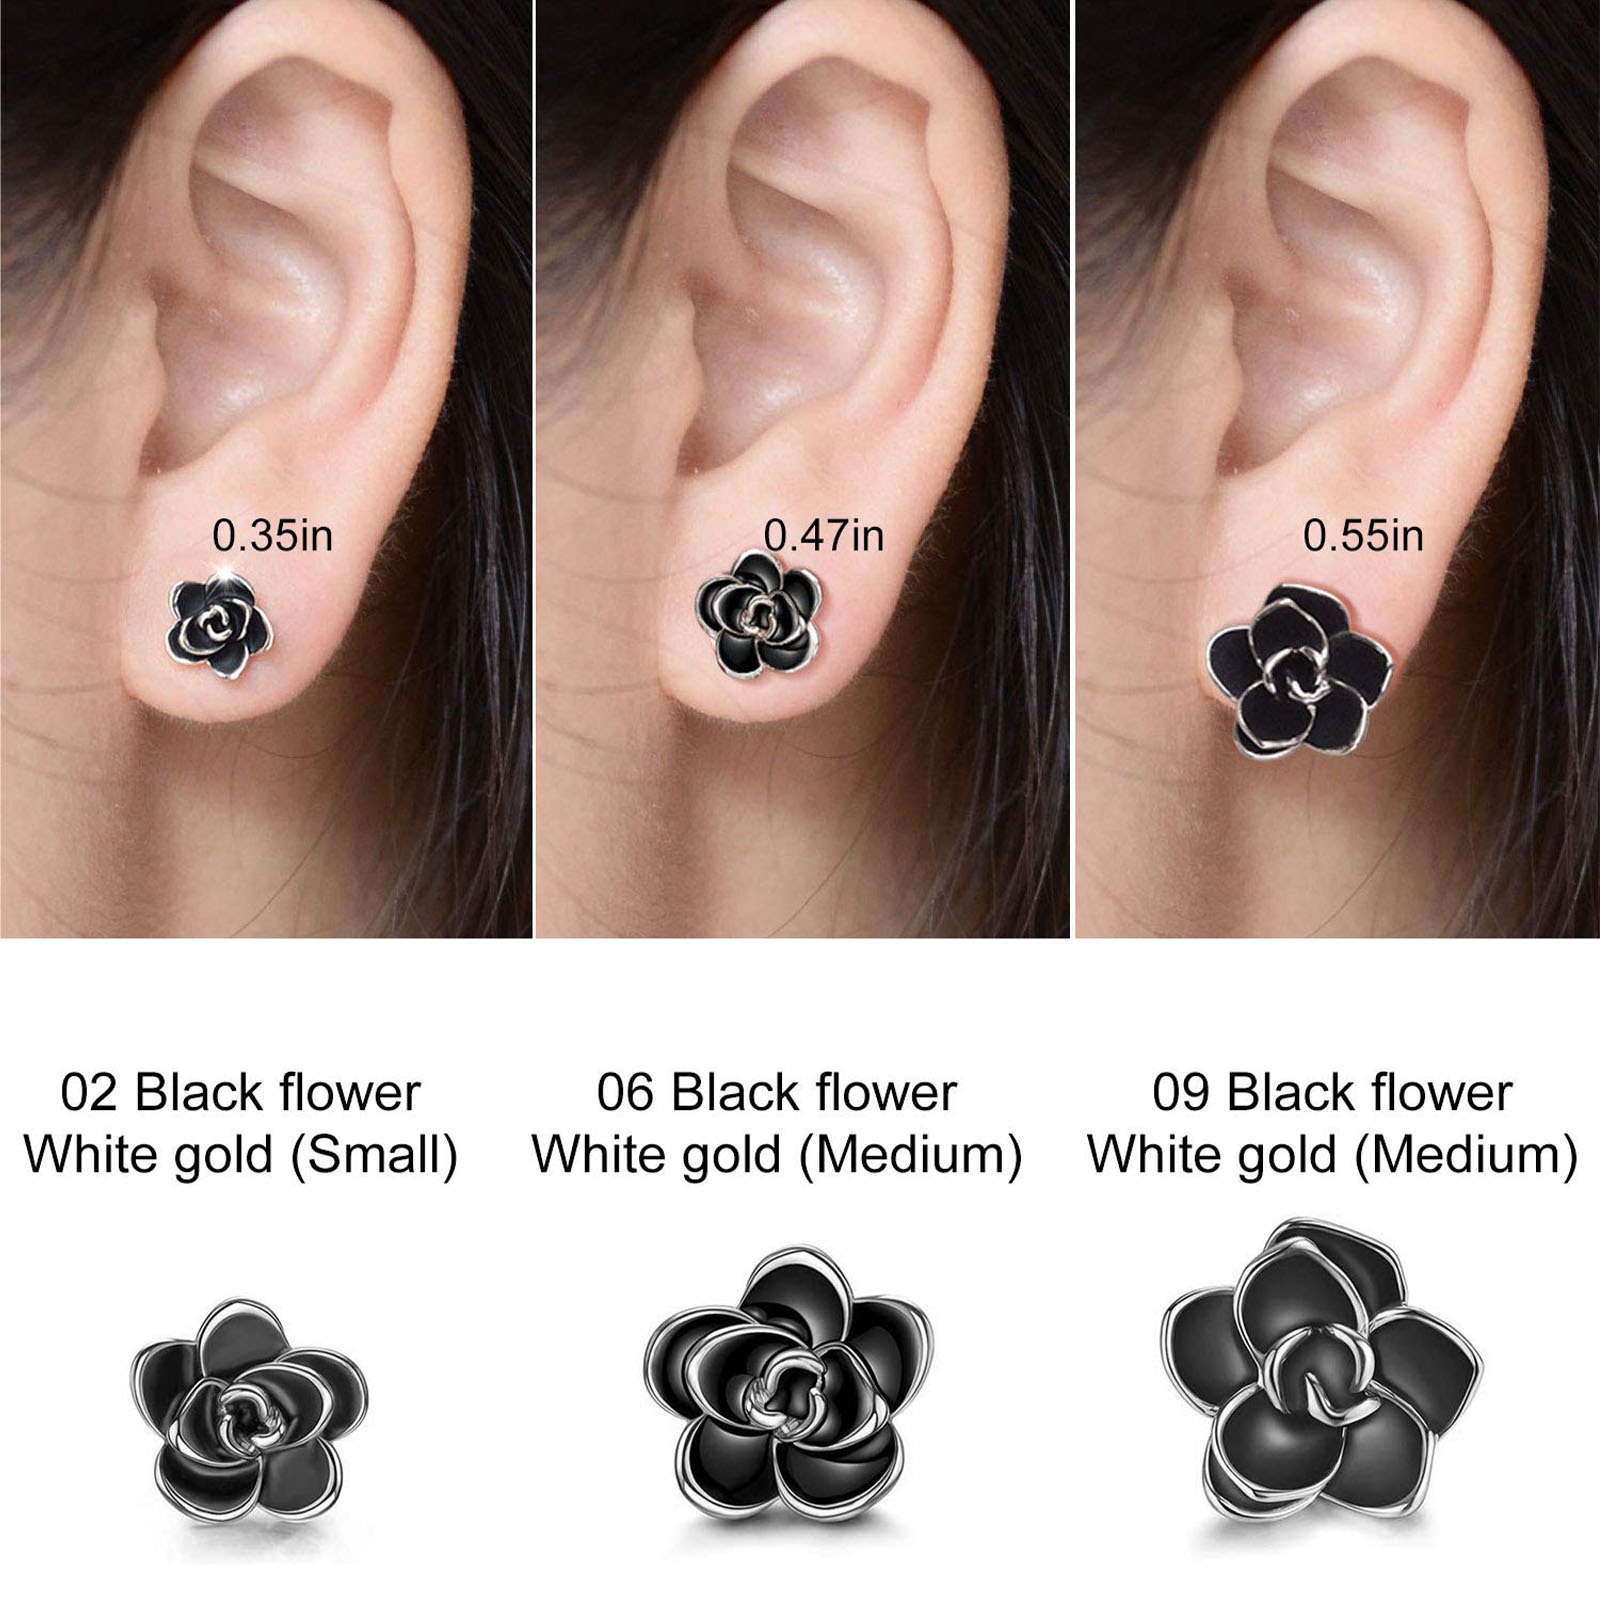 0.35in
0.47in
0.55in
02 Black flower
White gold (Small)
06 Black flower
White gold (Medium)
09 Black flower
White gold (Medium)